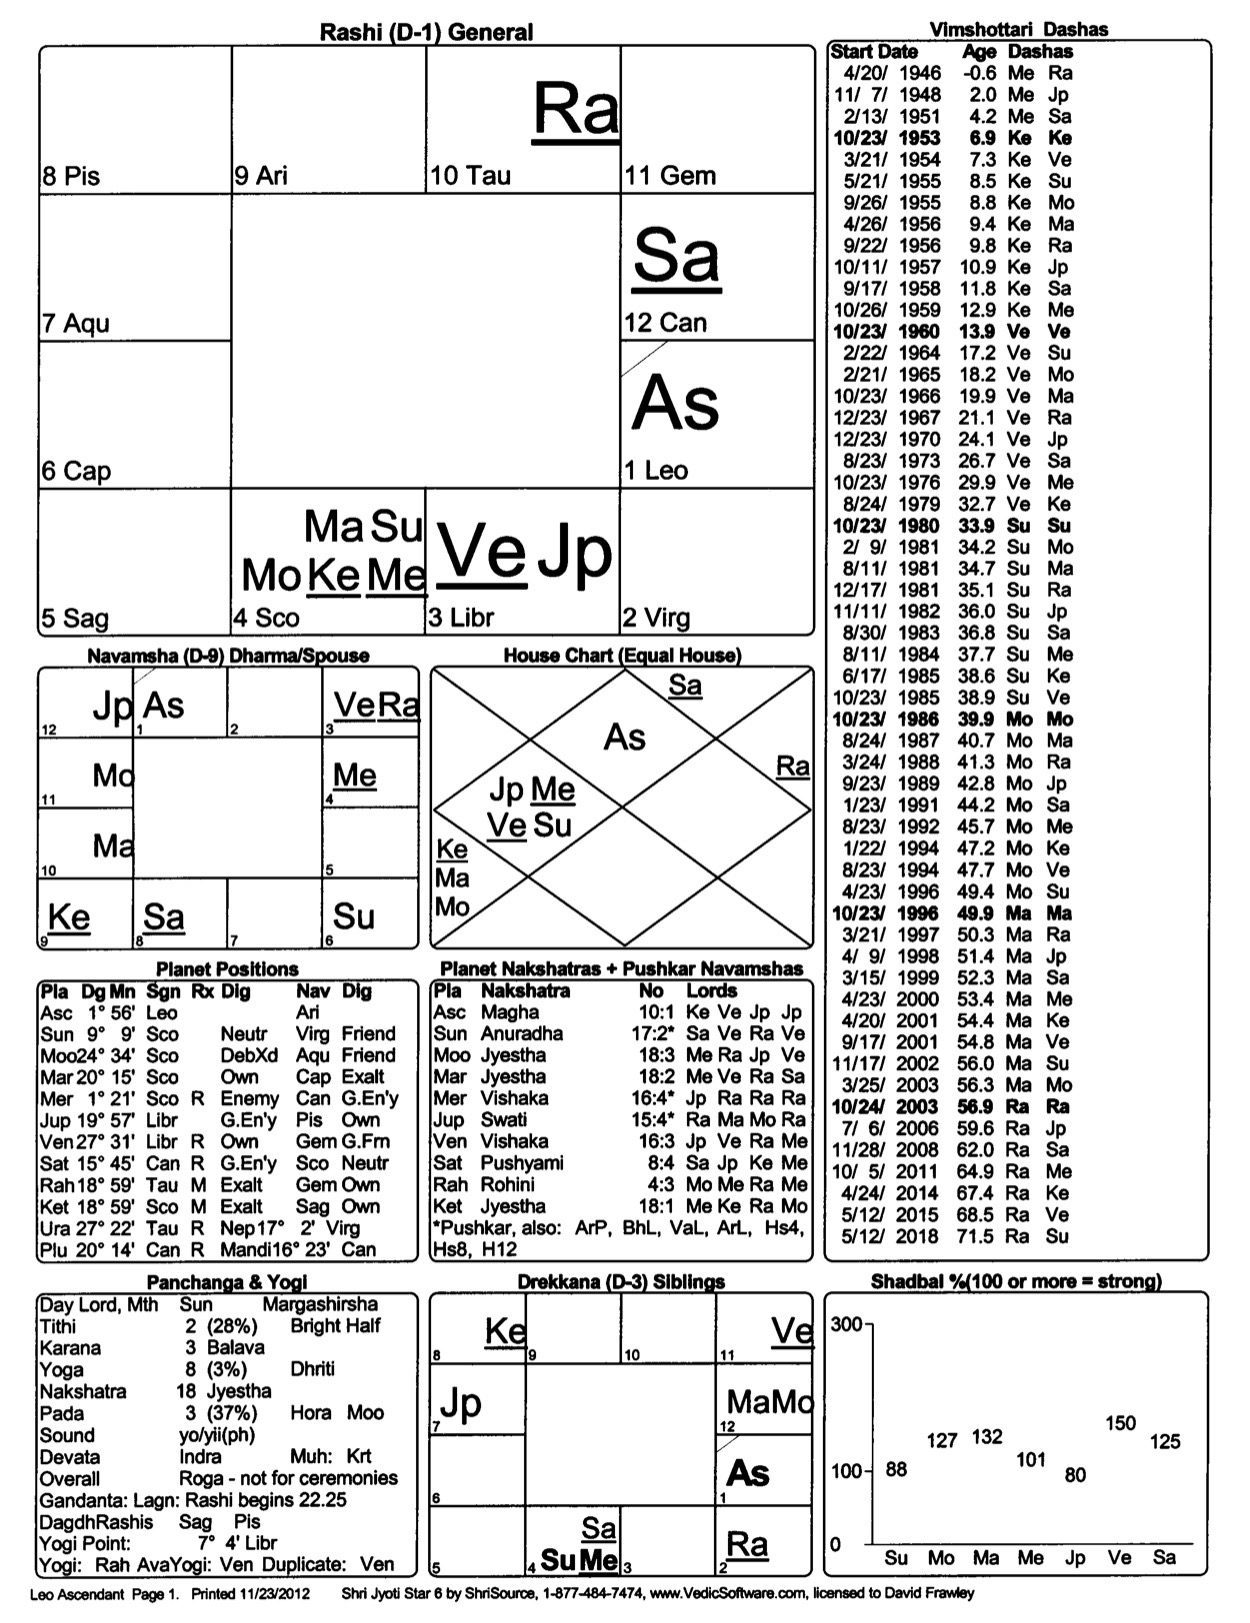 Rashi (D-1) General
Ra
8 Pis
9 Ari
10 Tau
11 Gem
Sa
7 Aqu
12 Can
As
6 Cap
1 Leo
Ma Su
Mo Ke Me
Ve Jp
5 Sag
4 Sco
3 Libr
2 Virg
Vimshottari Dashas
Start Date Age Dashas
4/20/ 1946 -0.6 Me Ra
11/ 7/ 1948 2.0 Me Jp
2/13/ 1951 4.2 Me Sa
10/23/ 1953 6.9 Ke Ke
3/21/ 1954 7.3 Ke Ve
5/21/ 1955 8.5 Ke Su
9/26/ 1955 8.8 Ke Mo
4/26/ 1956 9.4 Ke Ma
9/22/ 1956 9.8 Ke Ra
10/11/ 1957 10.9 Ke Jp
9/17/ 1958 11.8 Ke Sa
10/26/ 1959 12.9 Ke Me
10/23/ 1960 13.9 Ve Ve
2/22/ 1964 17.2 Ve Su
2/21/ 1965 18.2 Ve Mo
10/23/ 1966 19.9 Ve Ma
12/23/ 1967 21.1 Ve Ra
12/23/ 1970 24.1 Ve Jp
8/23/ 1973 26.7 Ve Sa
10/23/ 1976 29.9 Ve Me
8/24/ 1979 32.7 Ve Ke
10/23/ 1980 33.9 Su Su
2/ 9/ 1981 34.2 Su Mo
8/11/ 1981 34.7 Su Ma
12/17/ 1981 35.1 Su Ra
11/11/ 1982 36.0 Su Jp
8/30/ 1983 36.8 Su Sa
8/11/ 1984 37.7 Su Me
6/17/ 1985 38.6 Su Ke
10/23/ 1985 38.9 Su Ve
10/23/ 1986 39.9 Mo Mo
8/24/ 1987 40.7 Mo Ma
3/24/ 1988 41.3 Mo Ra
9/23/ 1989 42.8 Mo Jp
1/23/ 1991 44.2 Mo Sa
8/23/ 1992 45.7 Mo Me
1/22/ 1994 47.2 Mo Ke
8/23/ 1994 47.7 Mo Ve
4/23/ 1996 49.4 Mo Su
10/23/ 1996 49.9 Ma Ma
3/21/ 1997 50.3 Ma Ra
4/ 9/ 1998 51.4 Ma Jp
3/15/ 1999 52.3 Ma Sa
4/23/ 2000 53.4 Ma Me
4/20/ 2001 54.4 Ma Ke
9/17/ 2001 54.8 Ma Ve
11/17/ 2002 56.0 Ma Su
3/25/ 2003 56.3 Ma Mo
10/24/ 2003 56.9 Ra Ra
7/ 6/ 2006 59.6 Ra Jp
11/28/ 2008 62.0 Ra Sa
10/ 5/ 2011 64.9 Ra Me
4/24/ 2014 67.4 Ra Ke
5/12/ 2015 68.5 Ra Ve
5/12/ 2018 71.5 Ra Su
Navamsha (D-9) Dharma/Spouse
Jp As Ve Ra
12 1 2 3
Mo Me
11 4
Ma
10 5
Ke Sa Su
9 8 7 6
House Chart (Equal House)
Sa
As
Ra
Jp Me
Ve Su
Ke
Ma
Mo
Planet Positions
Pla Dg Mn Sgn Rx Dig Nav Dig
Asc 1° 56' Leo Ari
Sun 9° 9' Sco Neutr Virg Friend
Moo24° 34' Sco DebXd Aqu Friend
Mar 20° 15' Sco Own Cap Exalt
Mer 1° 21' Sco R Enemy Can G.En'y
Jup 19° 57' Libr G.En'y Pis Own
Ven 27° 31' Libr R Own Gem G.Frn
Sat 15° 45' Can R G.En'y Sco Neutr
Rah 18° 59' Tau M Exalt Gem Own
Ket 18° 59' Sco M Exalt Sag Own
Ura 27° 22' Tau R Nep17° 2' Virg
Plu 20° 14' Can R Mandi16° 23' Can
Planet Nakshatras + Pushkar Navamshas
Pla Nakshatra No Lords
Asc Magha 10:1 Ke Ve Jp Jp
Sun Anuradha 17:2* Sa Ve Ra Ve
Moo Jyestha 18:3 Me Ra Jp Ve
Mar Jyestha 18:2 Me Ve Ra Sa
Mer Vishaka 16:4* Jp Ra Ra Ra
Jup Swati 15:4* Ra Ma Mo Ra
Ven Vishaka 16:3 Jp Ve Ra Me
Sat Pushyami 8:4 Sa Jp Ke Me
Rah Rohini 4:3 Mo Me Ra Me
Ket Jyestha 18:1 Me Ke Ra Mo
*Pushkar, also: ArP, BhL, VaL, ArL, Hs4,
Hs8, H12
Panchanga & Yogi
Day Lord, Mth Sun Margashirsha
Tithi 2 (28%) Bright Half
Karana 3 Balava
Yoga 8 (3%) Dhriti
Nakshatra 18 Jyestha
Pada 3 (37%) Hora Moo
Sound yo/yii(ph)
Devata Indra Muh: Krt
Overall Roga - not for ceremonies
Gandanta: Lagn: Rashi begins 22.25
DagdhRashis Sag Pis
Yogi Point: 7° 4' Libr
Yogi: Rah AvaYogi: Ven Duplicate: Ven
Drekkana (D-3) Siblings
Ke Ve
8 9 10 11
Jp MaMo
7 12
As
6 1
Sa
Su Me Ra
5 4 3 2
Shadbal %(100 or more = strong)
300
150
127 132 125
101
100 88 80
0
Su Mo Ma Me Jp Ve Sa
Leo Ascendant Page 1. Printed 11/23/2012 Shri Jyoti Star 6 by ShriSource, 1-877-484-7474, www.VedicSoftware.com, licensed to David Frawley